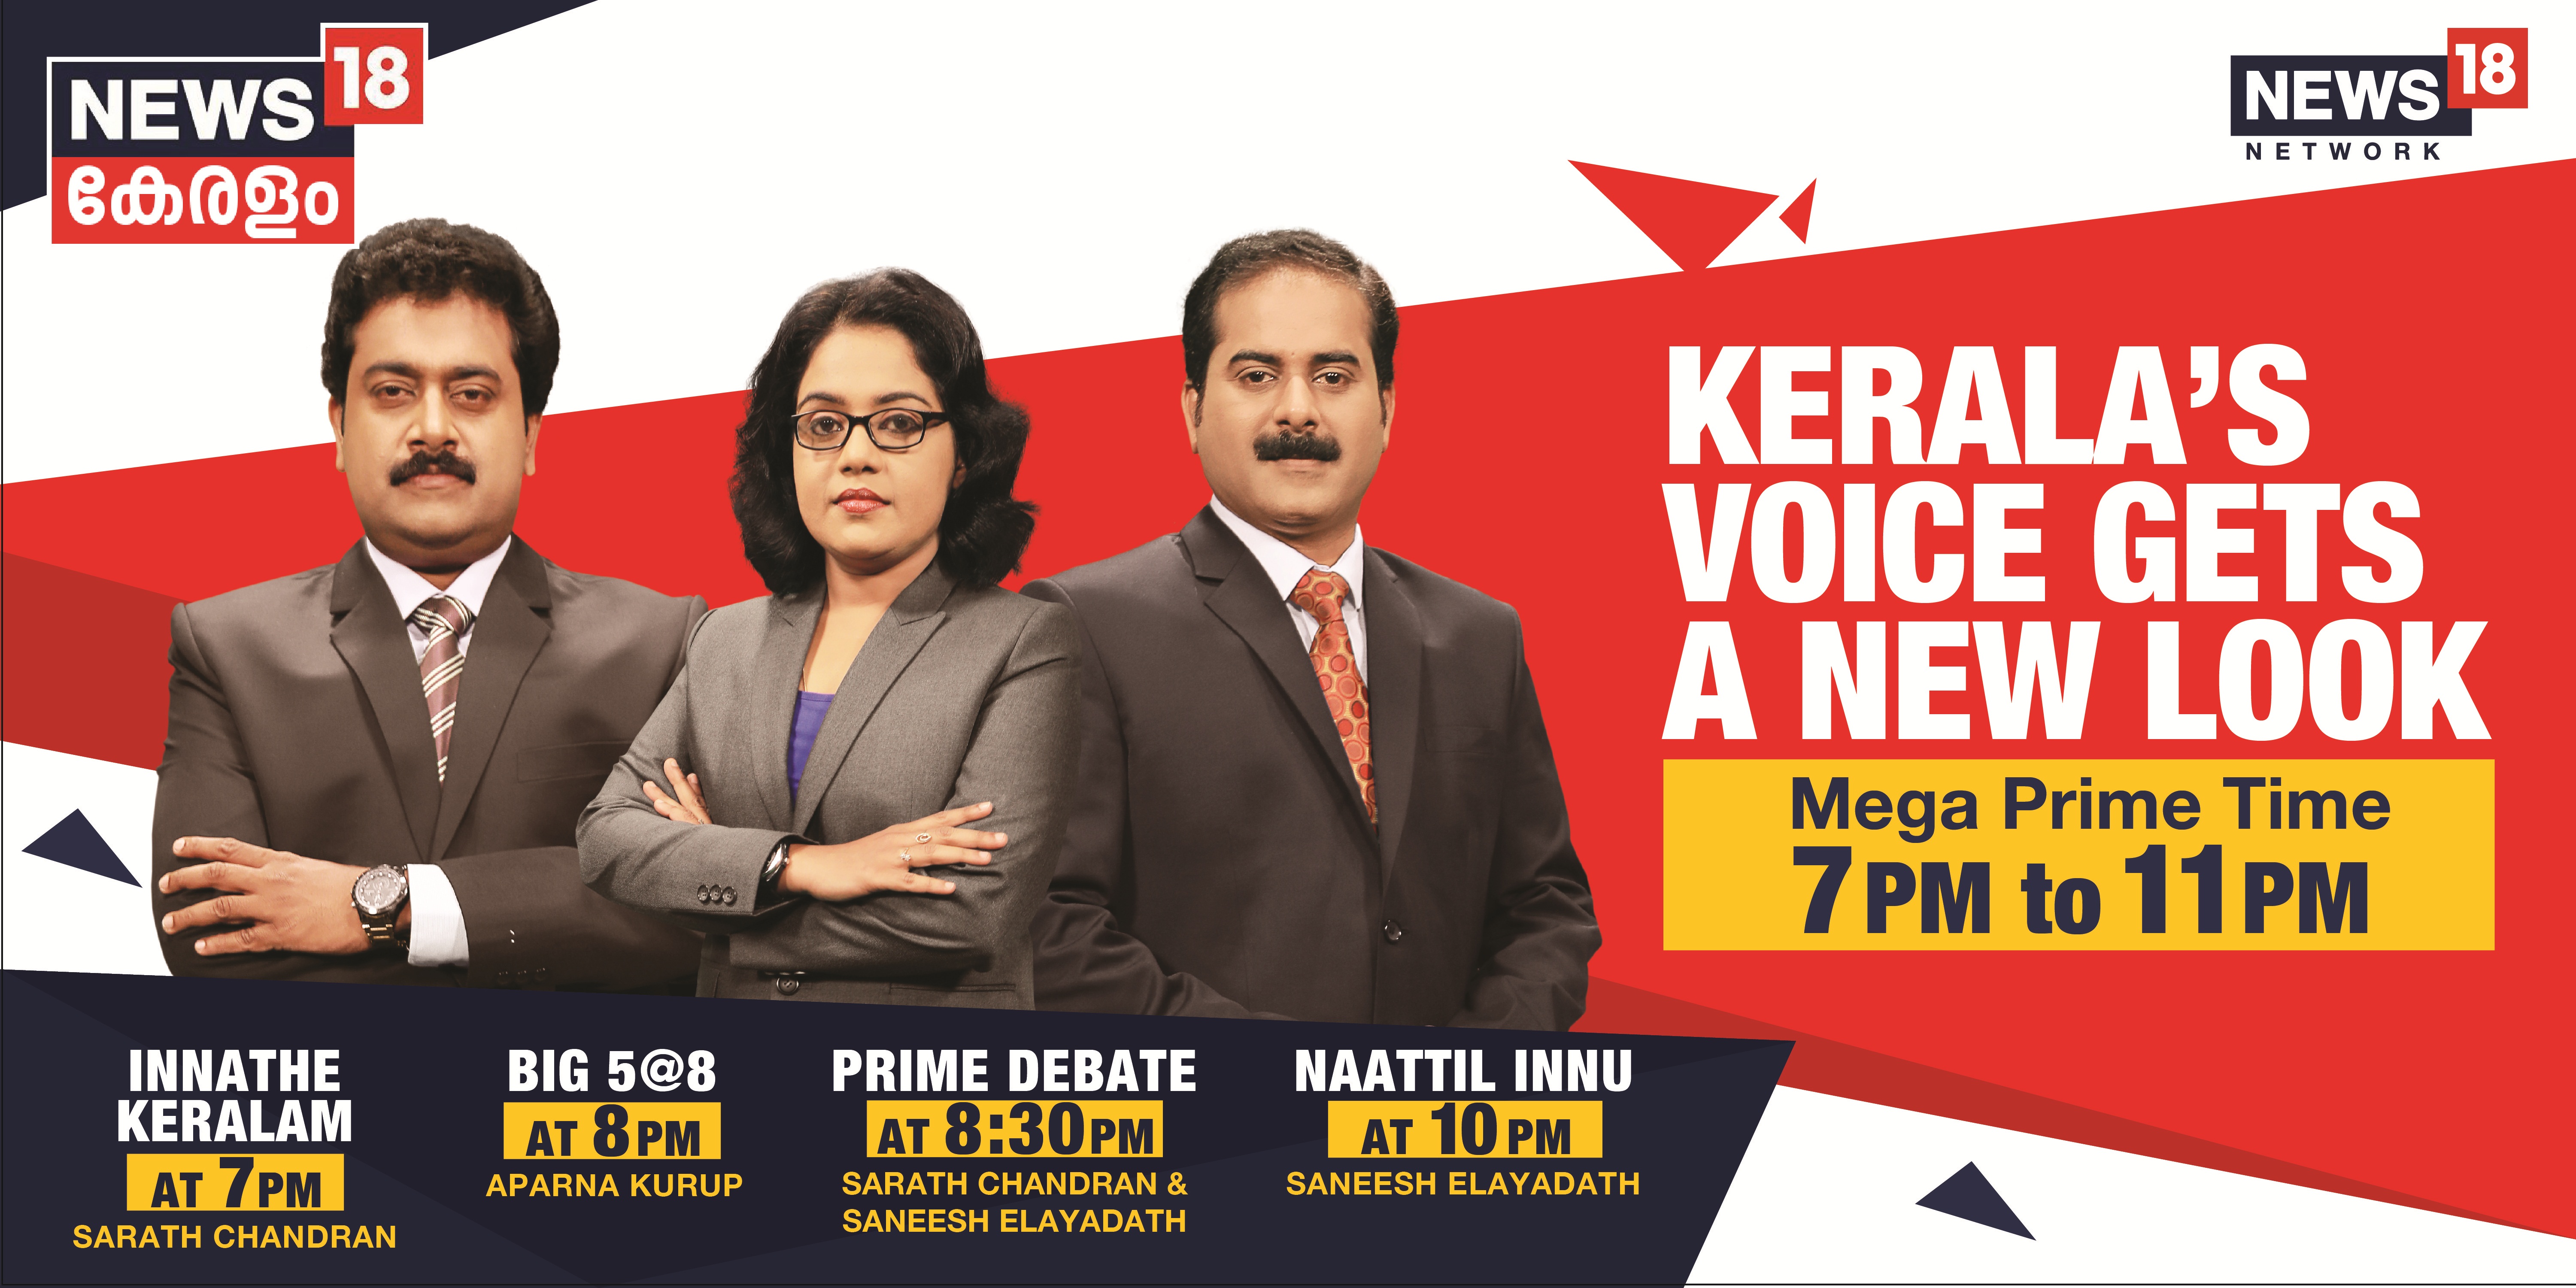 NEWS 18
കേരളം
NEWS 18
NETWORK
KERALA'S
VOICE GETS
A NEW LOOK
Mega Prime Time
7PM to 11PM
INNATHE
KERALAM
AT 7PM
SARATH CHANDRAN
BIG 5@8
AT 8PM
APARNA KURUP
PRIME DEBATE
AT 8:30PM
SARATH CHANDRAN &
SANEESH ELAYADATH
NAATTIL INNU
AT 10PM
SANEESH ELAYADATH